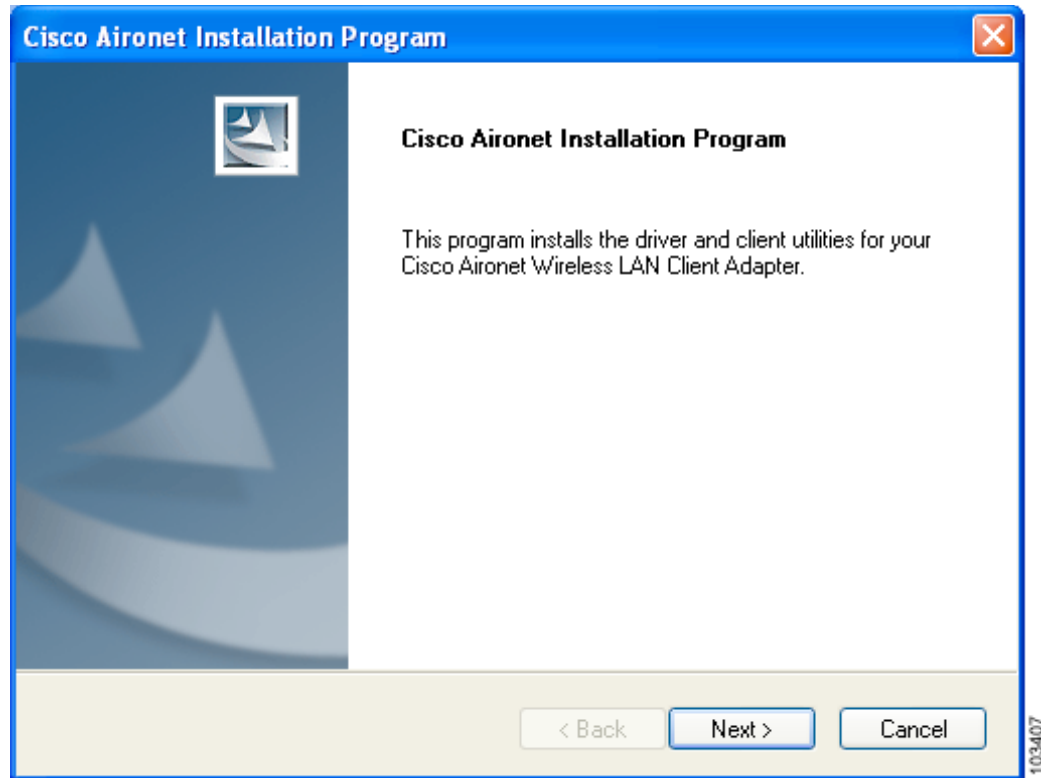 Cisco Aironet Installation Program
Cisco Aironet Installation Program
This program installs the driver and client utilities for your
Cisco Aironet Wireless LAN Client Adapter.
< Back
Next >
Cancel
103407